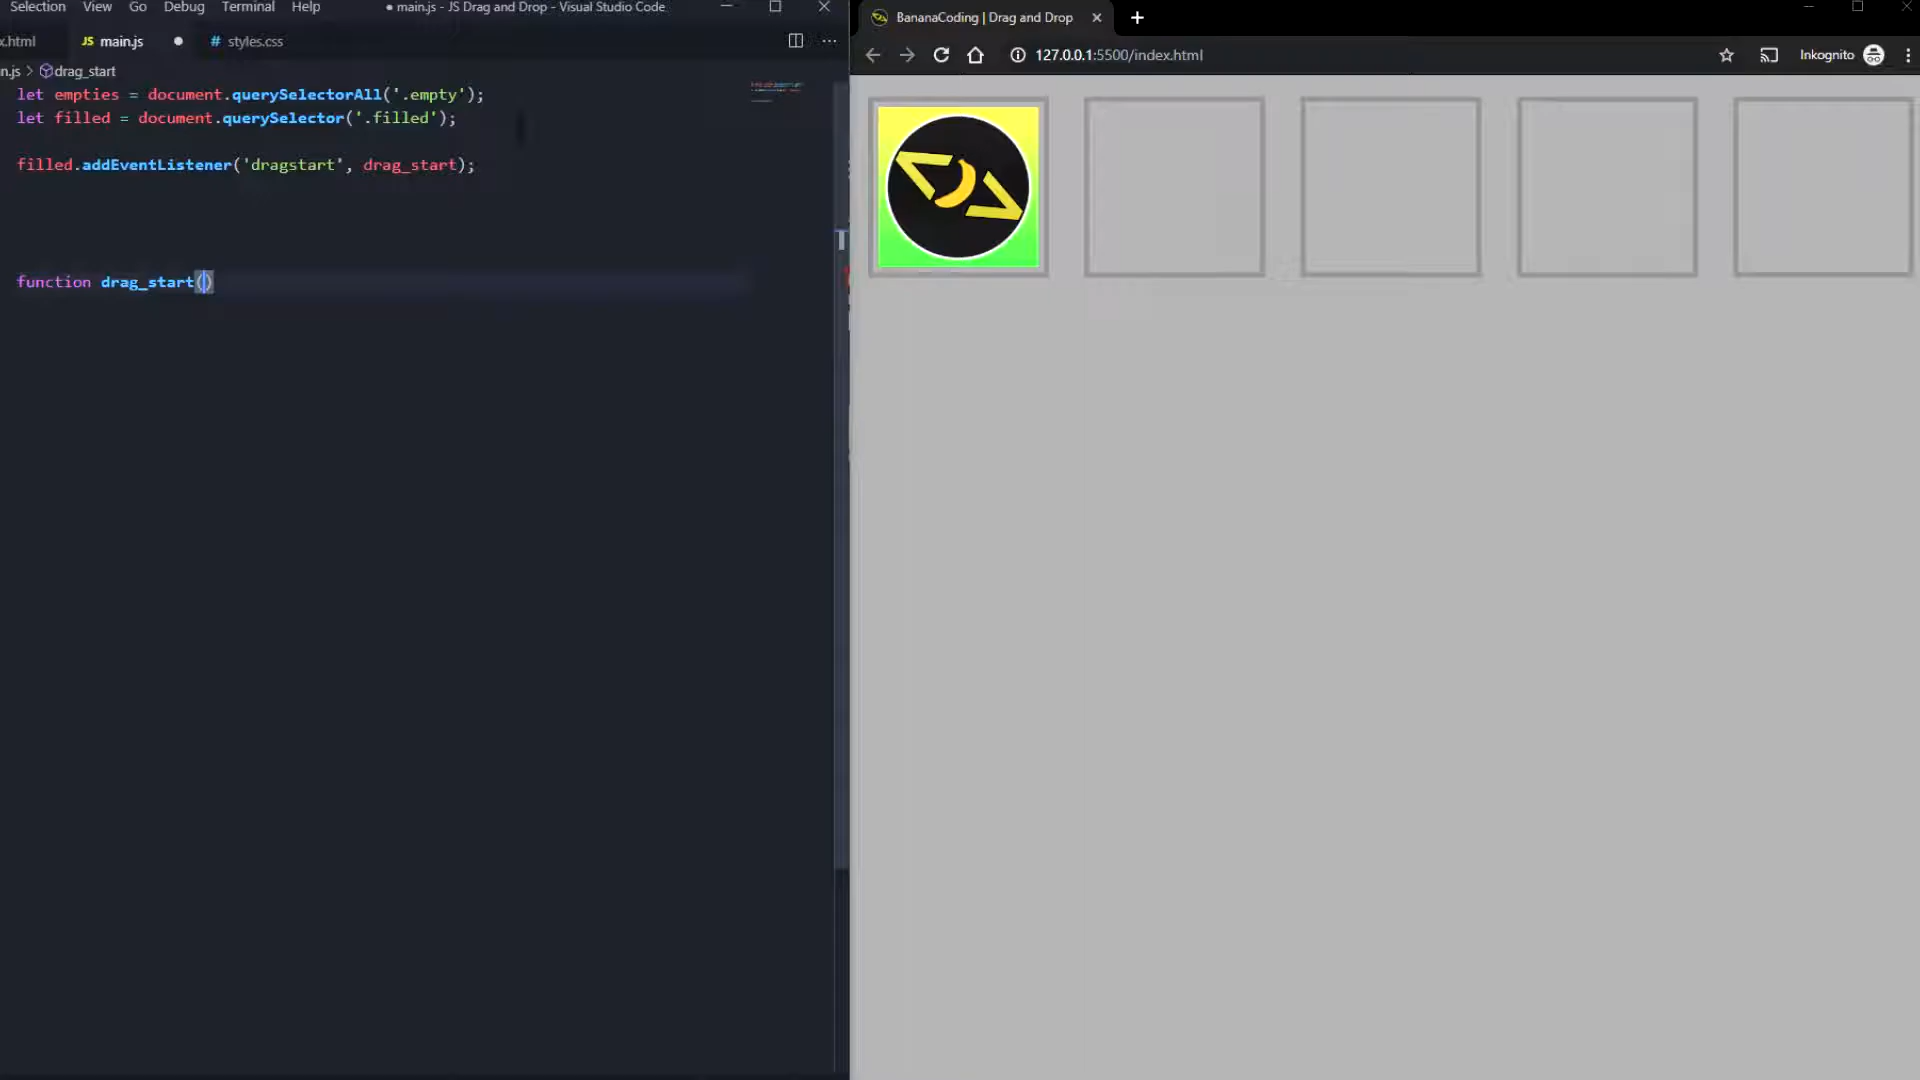 Selection View Go Debug Terminal Help ● main.js - JS Drag and Drop - Visual Studio Code
x.html JS main.js # styles.css ...
n.js > drag_start
let empties = document.querySelectorAll('.empty');
let filled = document.querySelector('.filled');
filled.addEventListener('dragstart', drag_start);
function drag_start()
BananaCoding | Drag and Drop
127.0.0.1:5500/index.html Inkognito